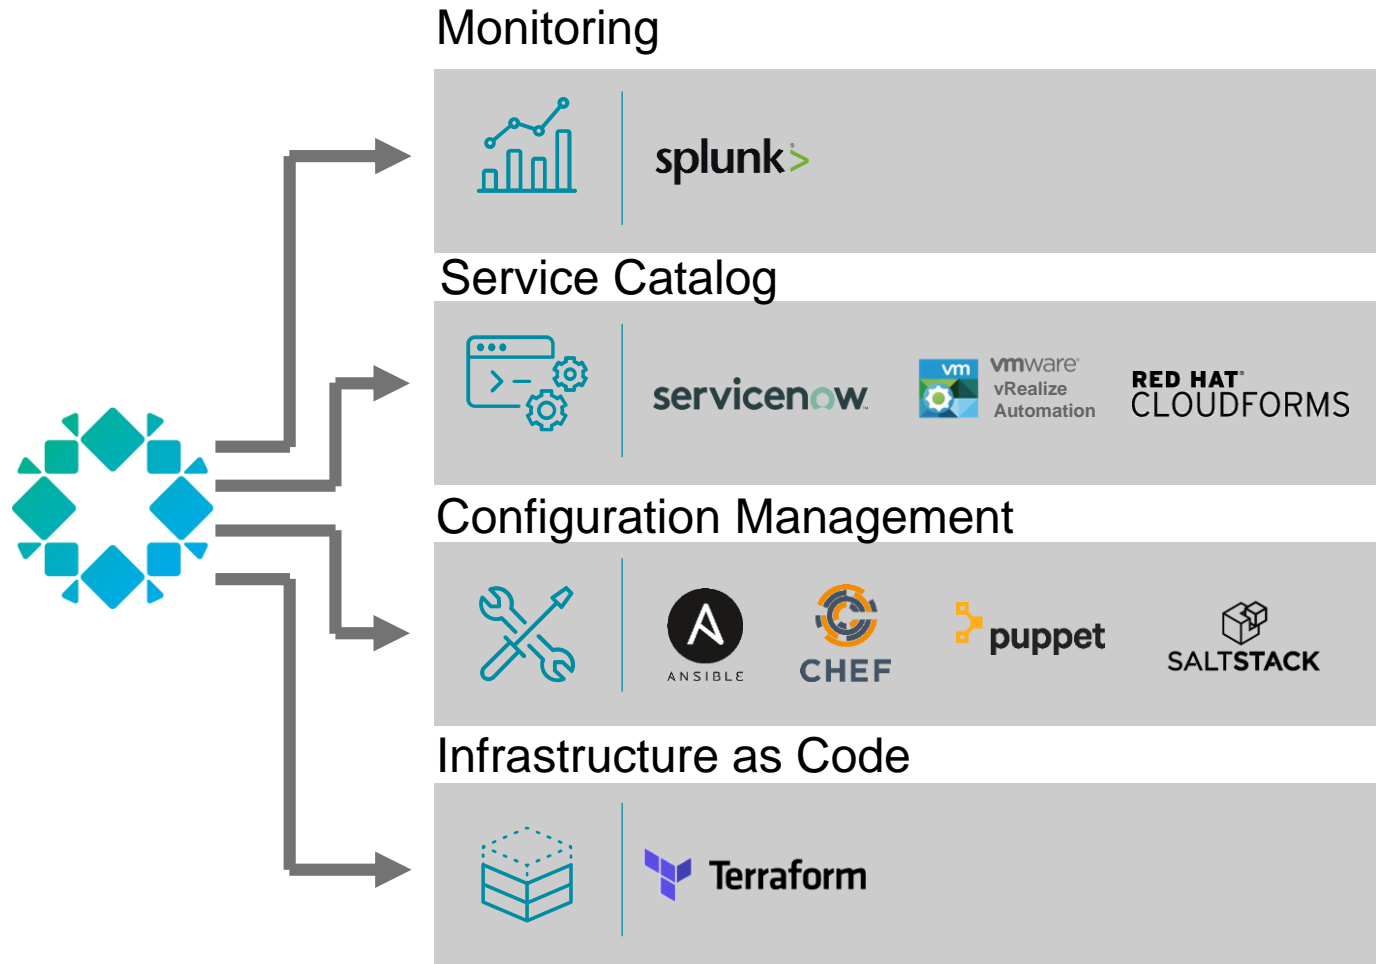 Monitoring
splunk>
Service Catalog
servicenow
vm
vmware®
vRealize
Automation
RED HAT®
CLOUDFORMS
Configuration Management
ANSIBLE
CHEF
puppet
SALTSTACK
Infrastructure as Code
Terraform